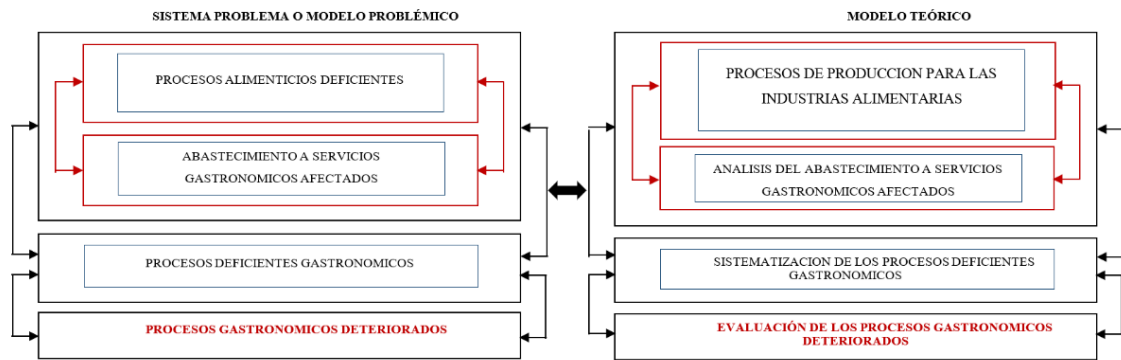 SISTEMA PROBLEMA O MODELO PROBLÉMICO
PROCESOS ALIMENTICIOS DEFICIENTES
ABASTECIMIENTO A SERVICIOS
GASTRONOMICOS AFECTADOS
PROCESOS DEFICIENTES GASTRONOMICOS
PROCESOS GASTRONOMICOS DETERIORADOS
MODELO TEÓRICO
PROCESOS DE PRODUCCION PARA LAS
INDUSTRIAS ALIMENTARIAS
ANALISIS DEL ABASTECIMIENTO A SERVICIOS
GASTRONOMICOS AFECTADOS
SISTEMATIZACION DE LOS PROCESOS DEFICIENTES
GASTRONOMICOS
EVALUACIÓN DE LOS PROCESOS GASTRONOMICOS
DETERIORADOS